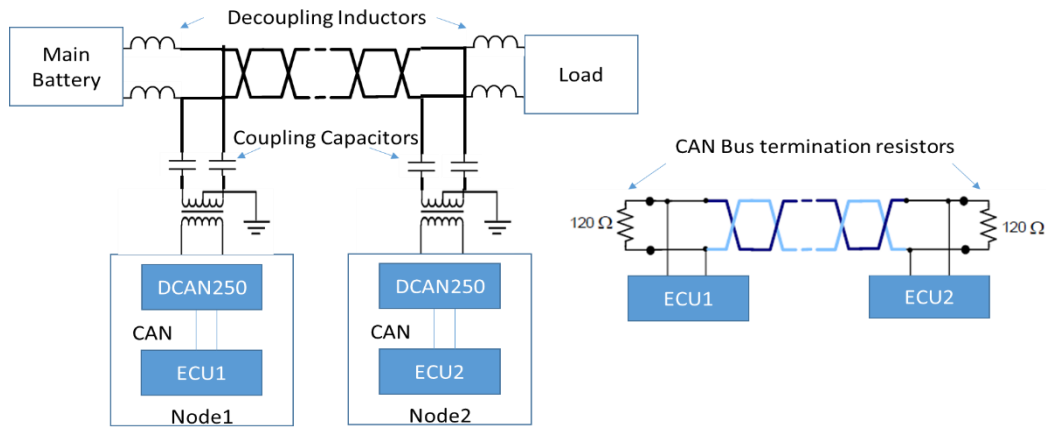 Decoupling Inductors
Main
Battery
Load
Coupling Capacitors
DCAN250
CAN
ECU1
Node1
DCAN250
CAN
ECU2
Node2
CAN Bus termination resistors
120 Ω
120 Ω
ECU1
ECU2